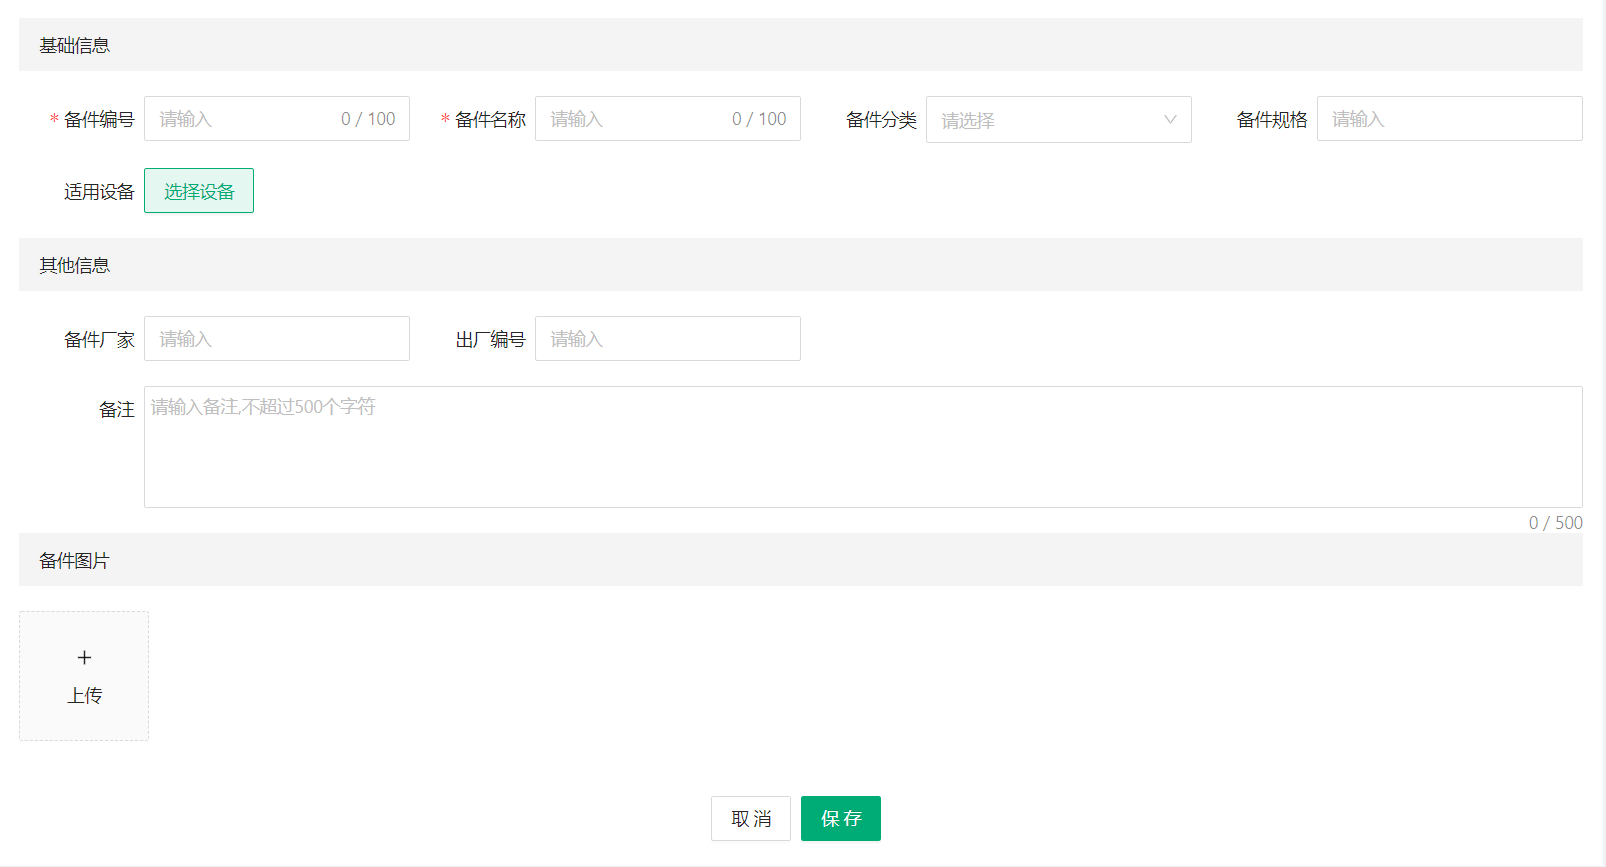 基础信息
* 备件编号 请输入 0 / 100 * 备件名称 请输入 0 / 100 备件分类 请选择 备件规格 请输入
适用设备 选择设备
其他信息
备件厂家 请输入 出厂编号 请输入
备注 请输入备注,不超过500个字符
0 / 500
备件图片
+
上传
取消 保存